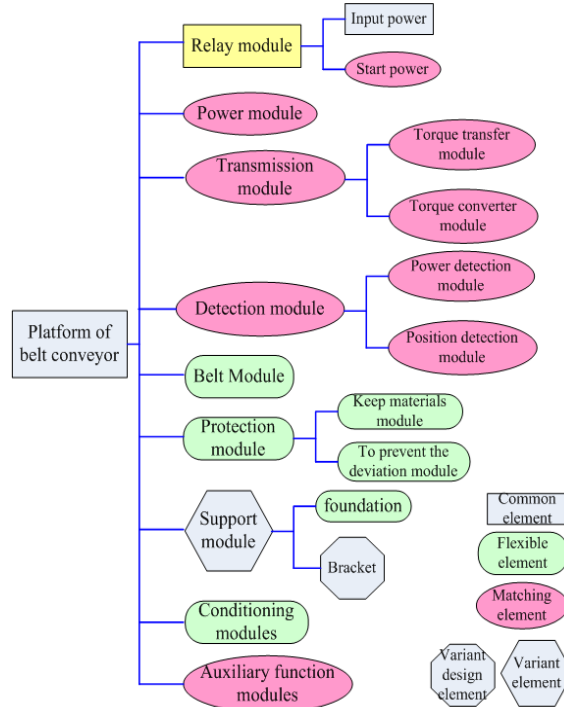 Input power
Relay module
Start power
Power module
Torque transfer
module
Transmission
module
Torque converter
module
Power detection
module
Detection module
Platform of
belt conveyor
Position detection
module
Belt Module
Keep materials
module
Protection
module
To prevent the
deviation module
foundation
Support
module
Bracket
Conditioning
modules
Auxiliary function
modules
Common
element
Flexible
element
Matching
element
Variant
design
element
Variant
element